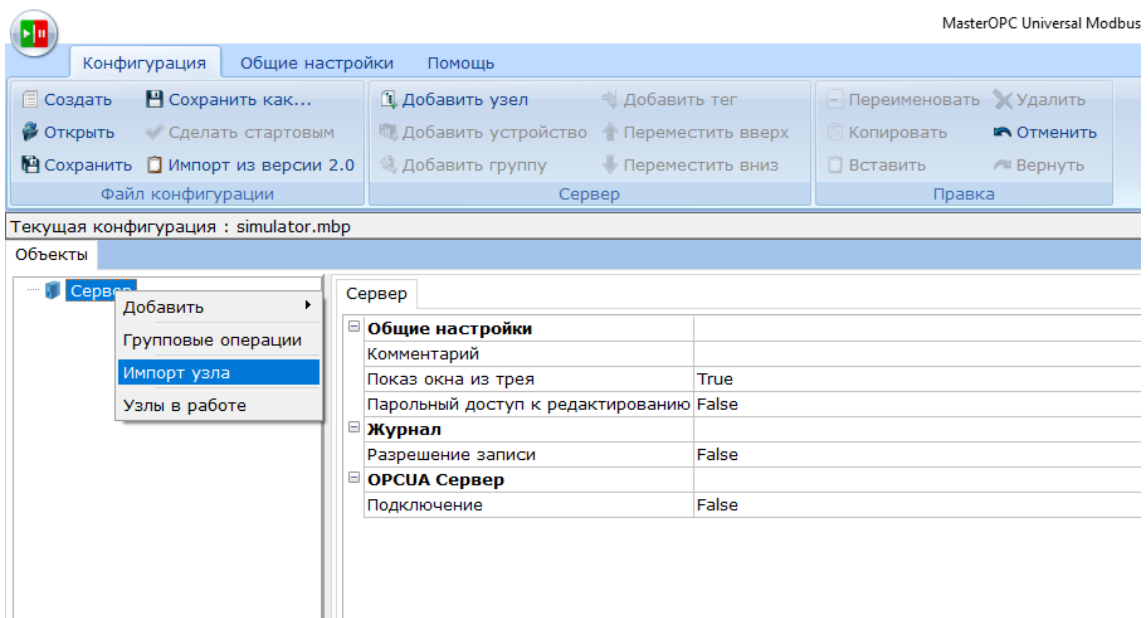 MasterOPC Universal Modbus
Конфигурация Общие настройки Помощь
Создать Сохранить как... Добавить узел Добавить тег Переименовать Удалить
Открыть Сделать стартовым Добавить устройство Переместить вверх Копировать Отменить
Сохранить Импорт из версии 2.0 Добавить группу Переместить вниз Вставить Вернуть
Файл конфигурации Сервер Правка
Текущая конфигурация : simulator.mbp
Объекты
Сервер
Добавить
Групповые операции
Импорт узла
Узлы в работе
Сервер
Общие настройки
Комментарий
Показ окна из трея True
Парольный доступ к редактированию False
Журнал
Разрешение записи False
OPCUA Сервер
Подключение False